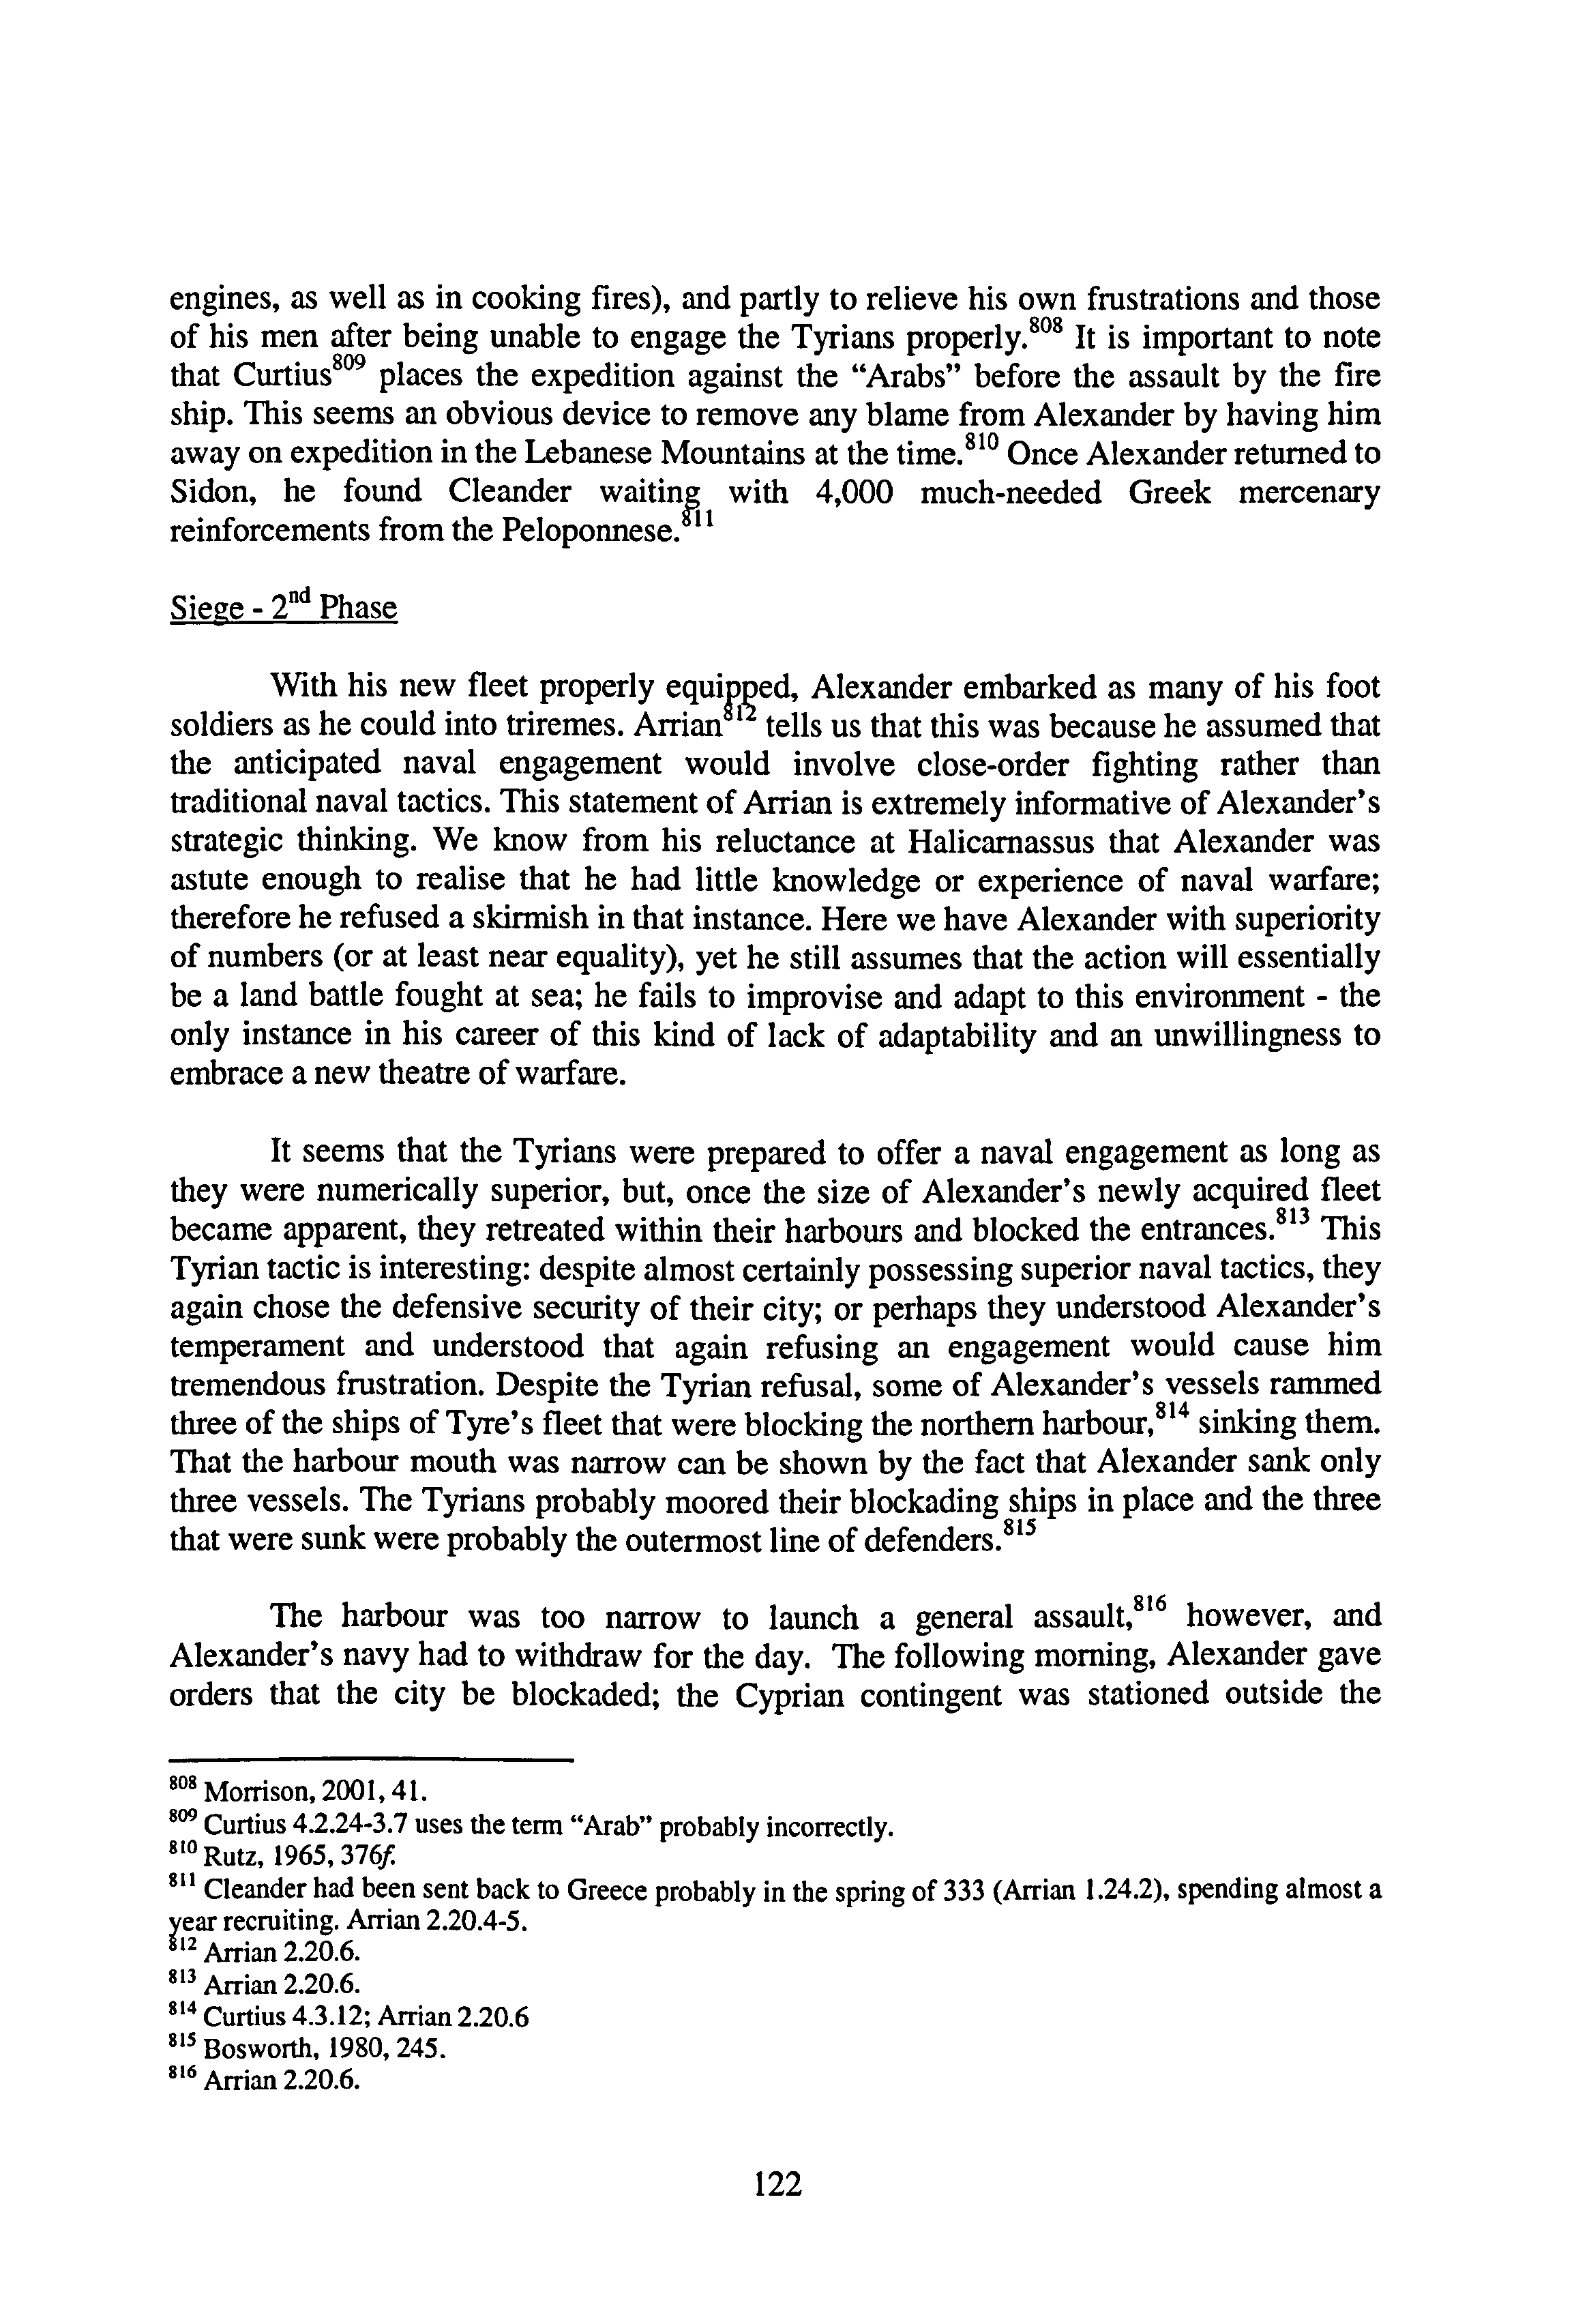 engines, as well as in cooking fires), and partly to relieve his own frustrations and those
of his men after being unable to engage the Tyrians properly.808 It is important to note
that Curtius809 places the expedition against the “Arabs” before the assault by the fire
ship. This seems an obvious device to remove any blame from Alexander by having him
away on expedition in the Lebanese Mountains at the time.810 Once Alexander returned to
Sidon, he found Cleander waiting with 4,000 much-needed Greek mercenary
reinforcements from the Peloponnese.811
Siege - 2nd Phase
With his new fleet properly equipped, Alexander embarked as many of his foot
soldiers as he could into triremes. Arrian812 tells us that this was because he assumed that
the anticipated naval engagement would involve close-order fighting rather than
traditional naval tactics. This statement of Arrian is extremely informative of Alexander’s
strategic thinking. We know from his reluctance at Halicarnassus that Alexander was
astute enough to realise that he had little knowledge or experience of naval warfare;
therefore he refused a skirmish in that instance. Here we have Alexander with superiority
of numbers (or at least near equality), yet he still assumes that the action will essentially
be a land battle fought at sea; he fails to improvise and adapt to this environment - the
only instance in his career of this kind of lack of adaptability and an unwillingness to
embrace a new theatre of warfare.
It seems that the Tyrians were prepared to offer a naval engagement as long as
they were numerically superior, but, once the size of Alexander’s newly acquired fleet
became apparent, they retreated within their harbours and blocked the entrances.813 This
Tyrian tactic is interesting: despite almost certainly possessing superior naval tactics, they
again chose the defensive security of their city; or perhaps they understood Alexander’s
temperament and understood that again refusing an engagement would cause him
tremendous frustration. Despite the Tyrian refusal, some of Alexander’s vessels rammed
three of the ships of Tyre’s fleet that were blocking the northern harbour,814 sinking them.
That the harbour mouth was narrow can be shown by the fact that Alexander sank only
three vessels. The Tyrians probably moored their blockading ships in place and the three
that were sunk were probably the outermost line of defenders.815
The harbour was too narrow to launch a general assault,816 however, and
Alexander’s navy had to withdraw for the day. The following morning, Alexander gave
orders that the city be blockaded; the Cyprian contingent was stationed outside the
808 Morrison, 2001, 41.
809 Curtius 4.2.24-3.7 uses the term “Arab” probably incorrectly.
810 Rutz, 1965, 376f.
811 Cleander had been sent back to Greece probably in the spring of 333 (Arrian 1.24.2), spending almost a
year recruiting. Arrian 2.20.4-5.
812 Arrian 2.20.6.
813 Arrian 2.20.6.
814 Curtius 4.3.12; Arrian 2.20.6
815 Bosworth, 1980, 245.
816 Arrian 2.20.6.
122